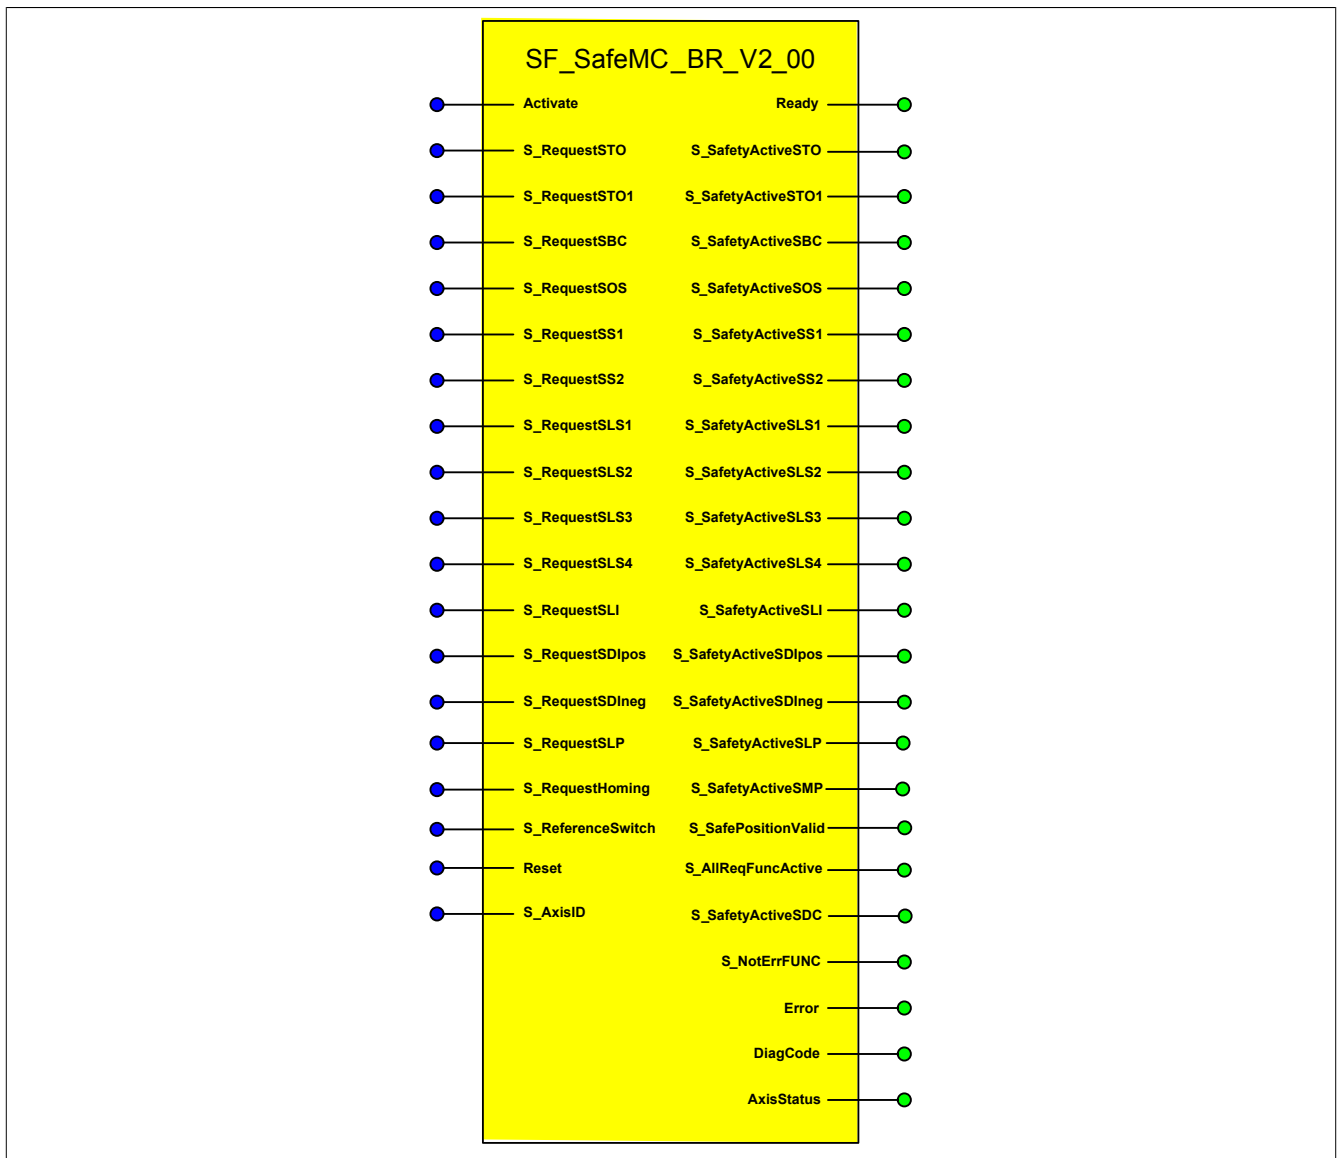 SF_SafeMC_BR_V2_00
Activate Ready
S_RequestSTO S_SafetyActiveSTO
S_RequestSTO1 S_SafetyActiveSTO1
S_RequestSBC S_SafetyActiveSBC
S_RequestSOS S_SafetyActiveSOS
S_RequestSS1 S_SafetyActiveSS1
S_RequestSS2 S_SafetyActiveSS2
S_RequestSLS1 S_SafetyActiveSLS1
S_RequestSLS2 S_SafetyActiveSLS2
S_RequestSLS3 S_SafetyActiveSLS3
S_RequestSLS4 S_SafetyActiveSLS4
S_RequestSLI S_SafetyActiveSLI
S_RequestSDIpos S_SafetyActiveSDIpos
S_RequestSDIneg S_SafetyActiveSDIneg
S_RequestSLP S_SafetyActiveSLP
S_RequestHoming S_SafetyActiveSMP
S_ReferenceSwitch S_SafePositionValid
Reset S_AllReqFuncActive
S_AxisID S_SafetyActiveSDC
S_NotErrFUNC
Error
DiagCode
AxisStatus